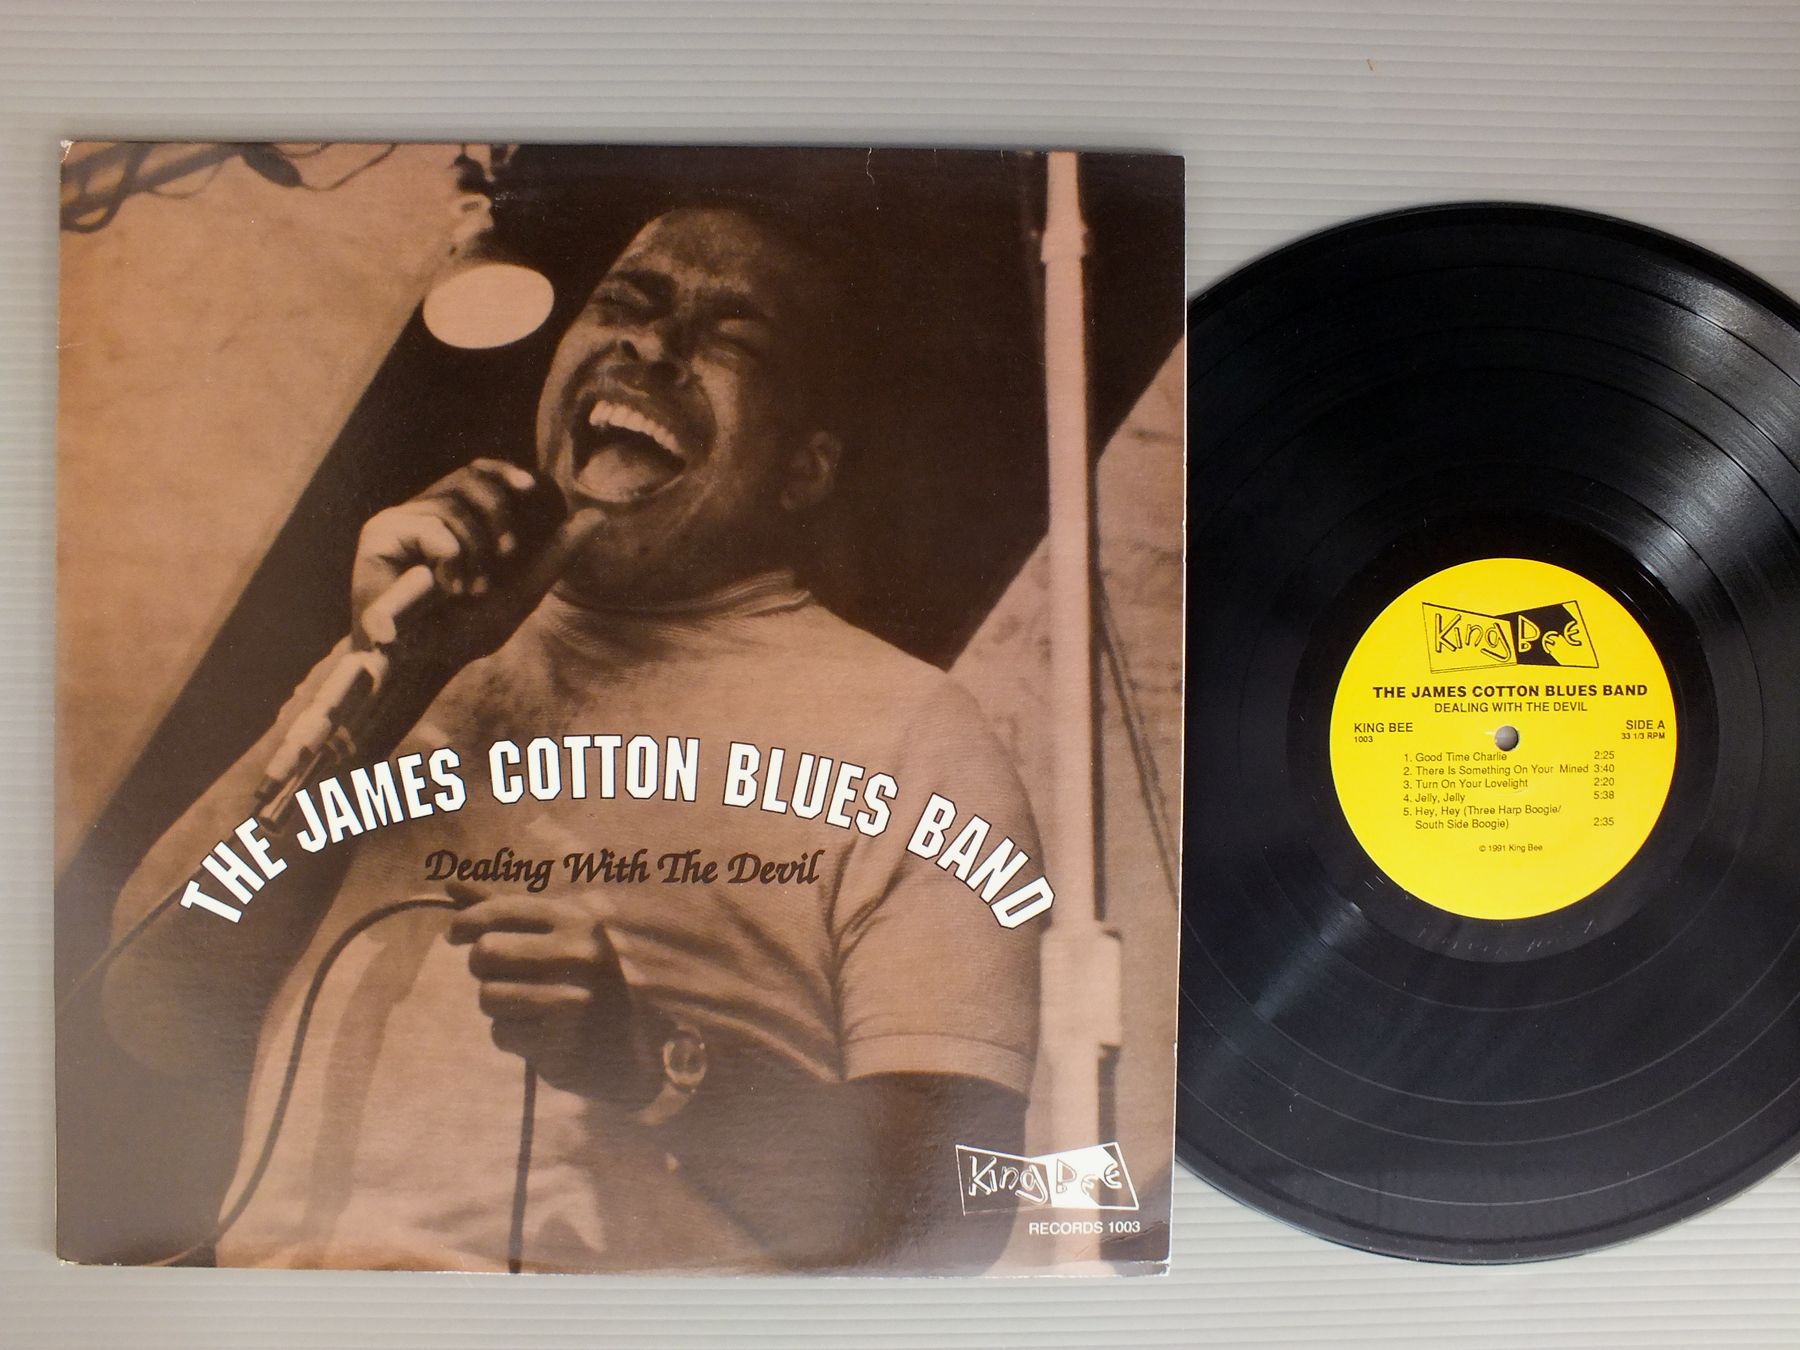 THE JAMES COTTON BLUES BAND
Dealing With The Devil
King BEE
RECORDS 1003
King BEE
THE JAMES COTTON BLUES BAND
DEALING WITH THE DEVIL
KING BEE
1003
SIDE A
33 1/3 RPM
1. Good Time Charlie 2:25
2. There Is Something On Your Mined 3:40
3. Turn On Your Lovelight 2:20
4. Jelly, Jelly 5:38
5. Hey, Hey (Three Harp Boogie/
South Side Boogie) 2:35
© 1991 King Bee